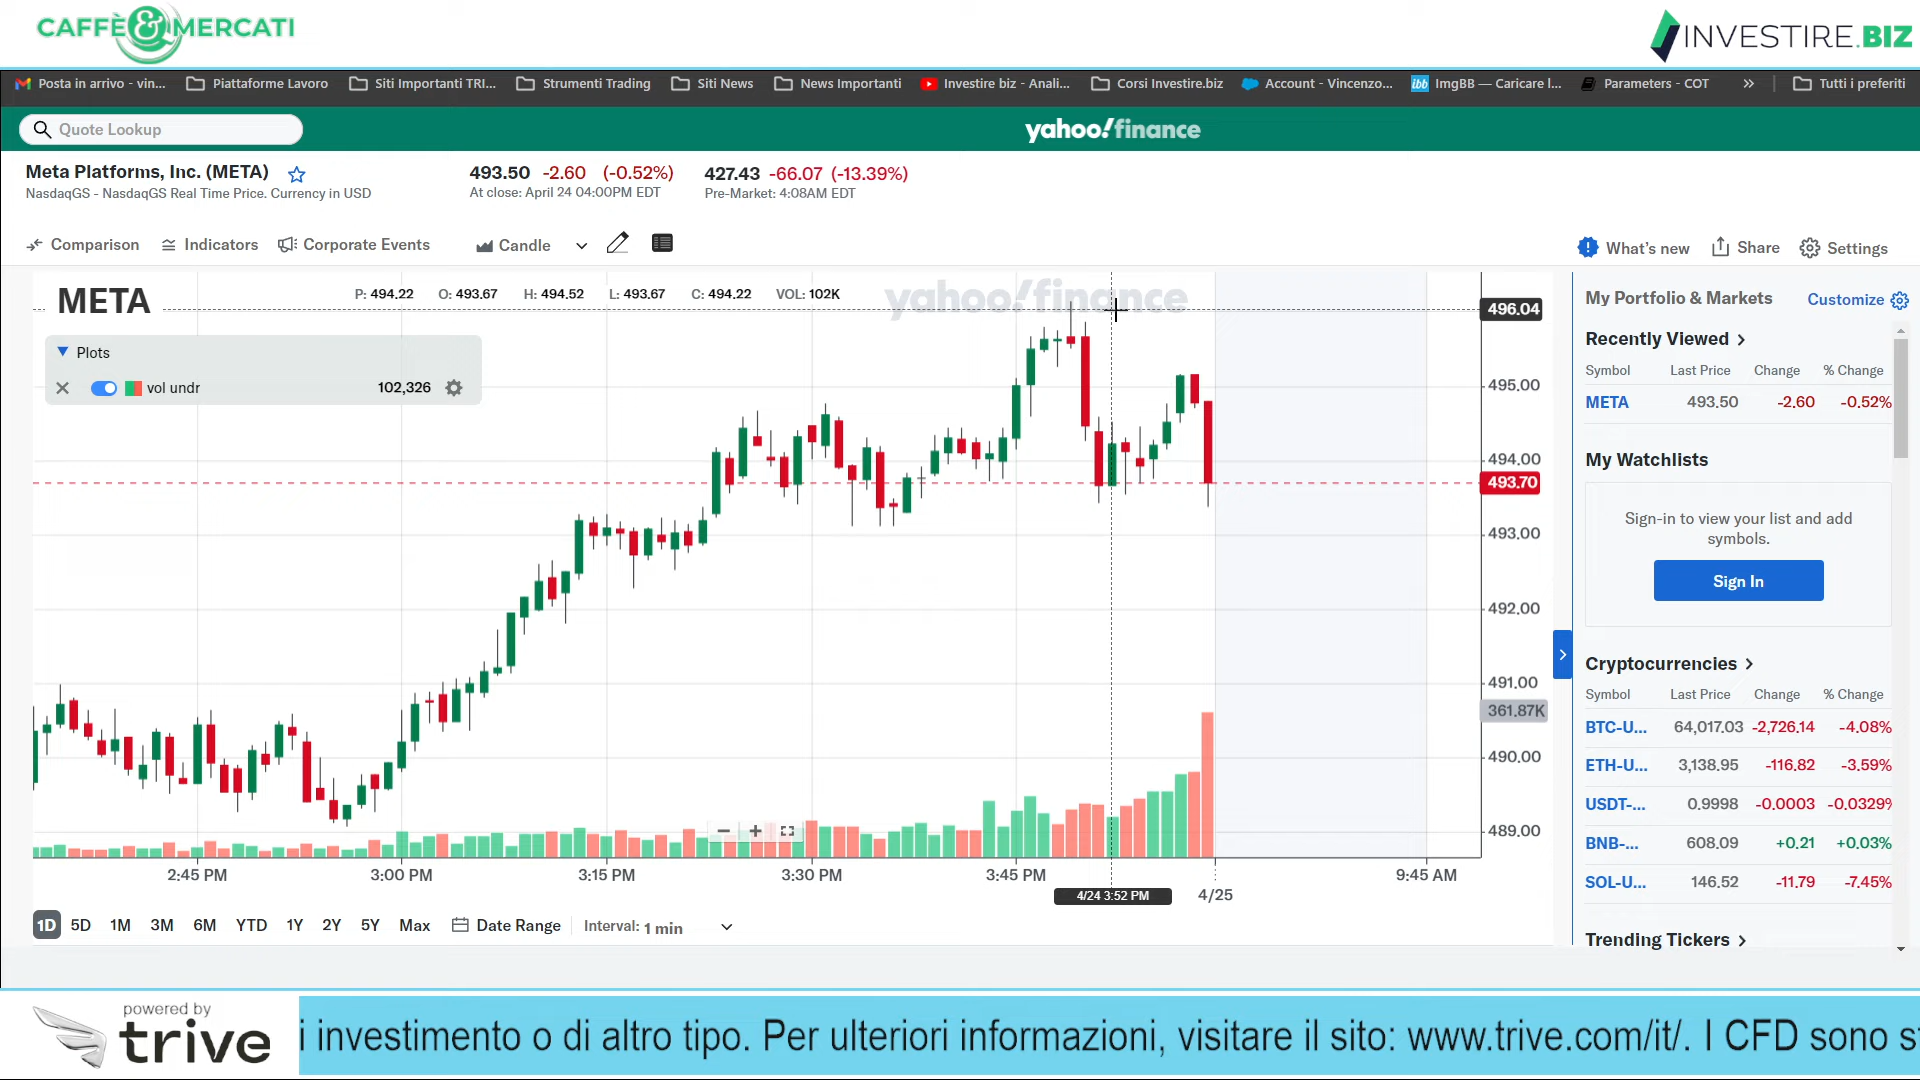 CAFFÈ & MERCATI
INVESTIRE.BIZ
Posta in arrivo - vin... Piattaforme Lavoro Siti Importanti TRI... Strumenti Trading Siti News News Importanti Investire biz - Anali... Corsi Investire.biz Account - Vincenzo... ibb ImgBB — Caricare l... Parameters - COT » Tutti i preferiti
Quote Lookup
yahoo!finance
Meta Platforms, Inc. (META) 493.50 -2.60 (-0.52%) 427.43 -66.07 (-13.39%)
NasdaqGS - NasdaqGS Real Time Price. Currency in USD At close: April 24 04:00PM EDT Pre-Market: 4:08AM EDT
Comparison Indicators Corporate Events Candle What's new Share Settings
META P: 494.22 O: 493.67 H: 494.52 L: 493.67 C: 494.22 VOL: 102K
yahoo!finance
Plots
vol undr 102,326
496.04
495.00
494.00
493.70
493.00
492.00
491.00
361.87K
490.00
489.00
2:45 PM 3:00 PM 3:15 PM 3:30 PM 3:45 PM 9:45 AM
4/24 3:52 PM 4/25
1D 5D 1M 3M 6M YTD 1Y 2Y 5Y Max Date Range Interval: 1 min
My Portfolio & Markets Customize
Recently Viewed
Symbol Last Price Change % Change
META 493.50 -2.60 -0.52%
My Watchlists
Sign-in to view your list and add
symbols.
Sign In
Cryptocurrencies
Symbol Last Price Change % Change
BTC-U... 64,017.03 -2,726.14 -4.08%
ETH-U... 3,138.95 -116.82 -3.59%
USDT-... 0.9998 -0.0003 -0.0329%
BNB-... 608.09 +0.21 +0.03%
SOL-U... 146.52 -11.79 -7.45%
Trending Tickers
powered by
trive
i investimento o di altro tipo. Per ulteriori informazioni, visitare il sito: www.trive.com/it/. I CFD sono s